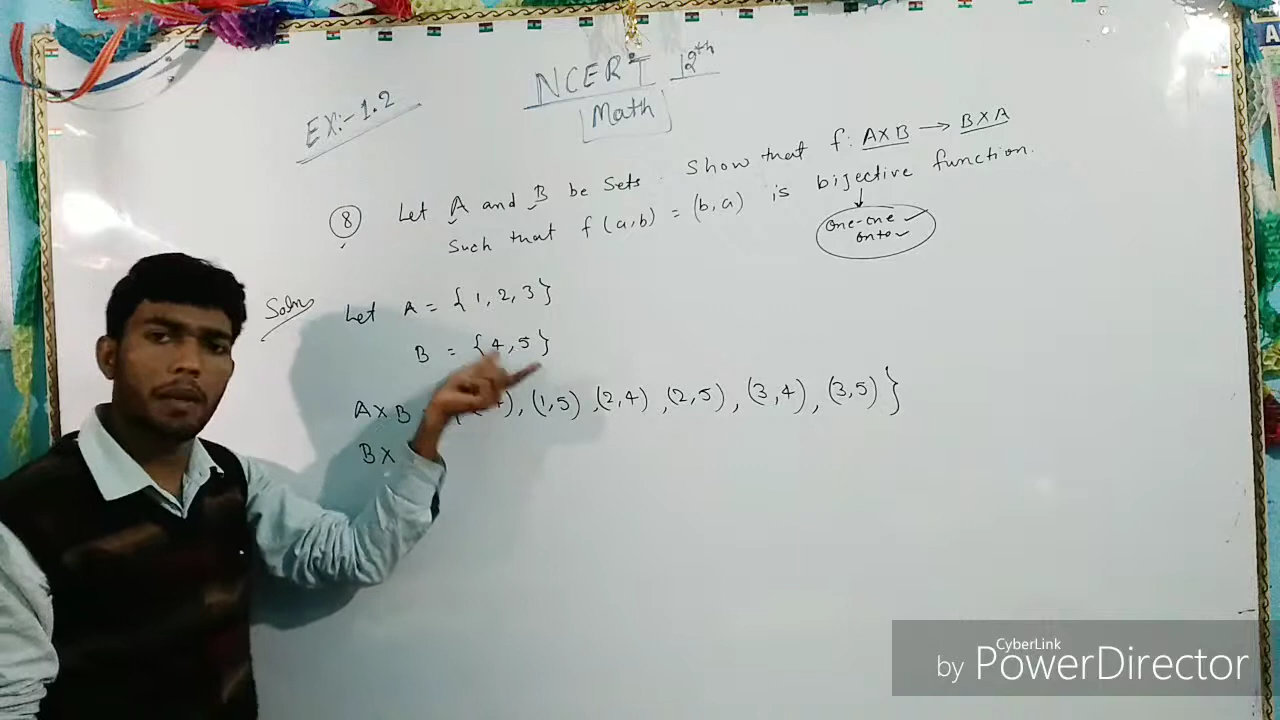 NCERT 12th
Math
EX:- 1.2
8 Let A and B be Sets. Show that f: A×B → B×A
Such that f(a,b) = (b,a) is bijective function.
one-one ✓
onto ✓
Soln Let A = {1, 2, 3}
B = {4, 5}
A×B , (1,5), (2,4), (2,5), (3,4), (3,5)}
B×
CyberLink
by PowerDirector